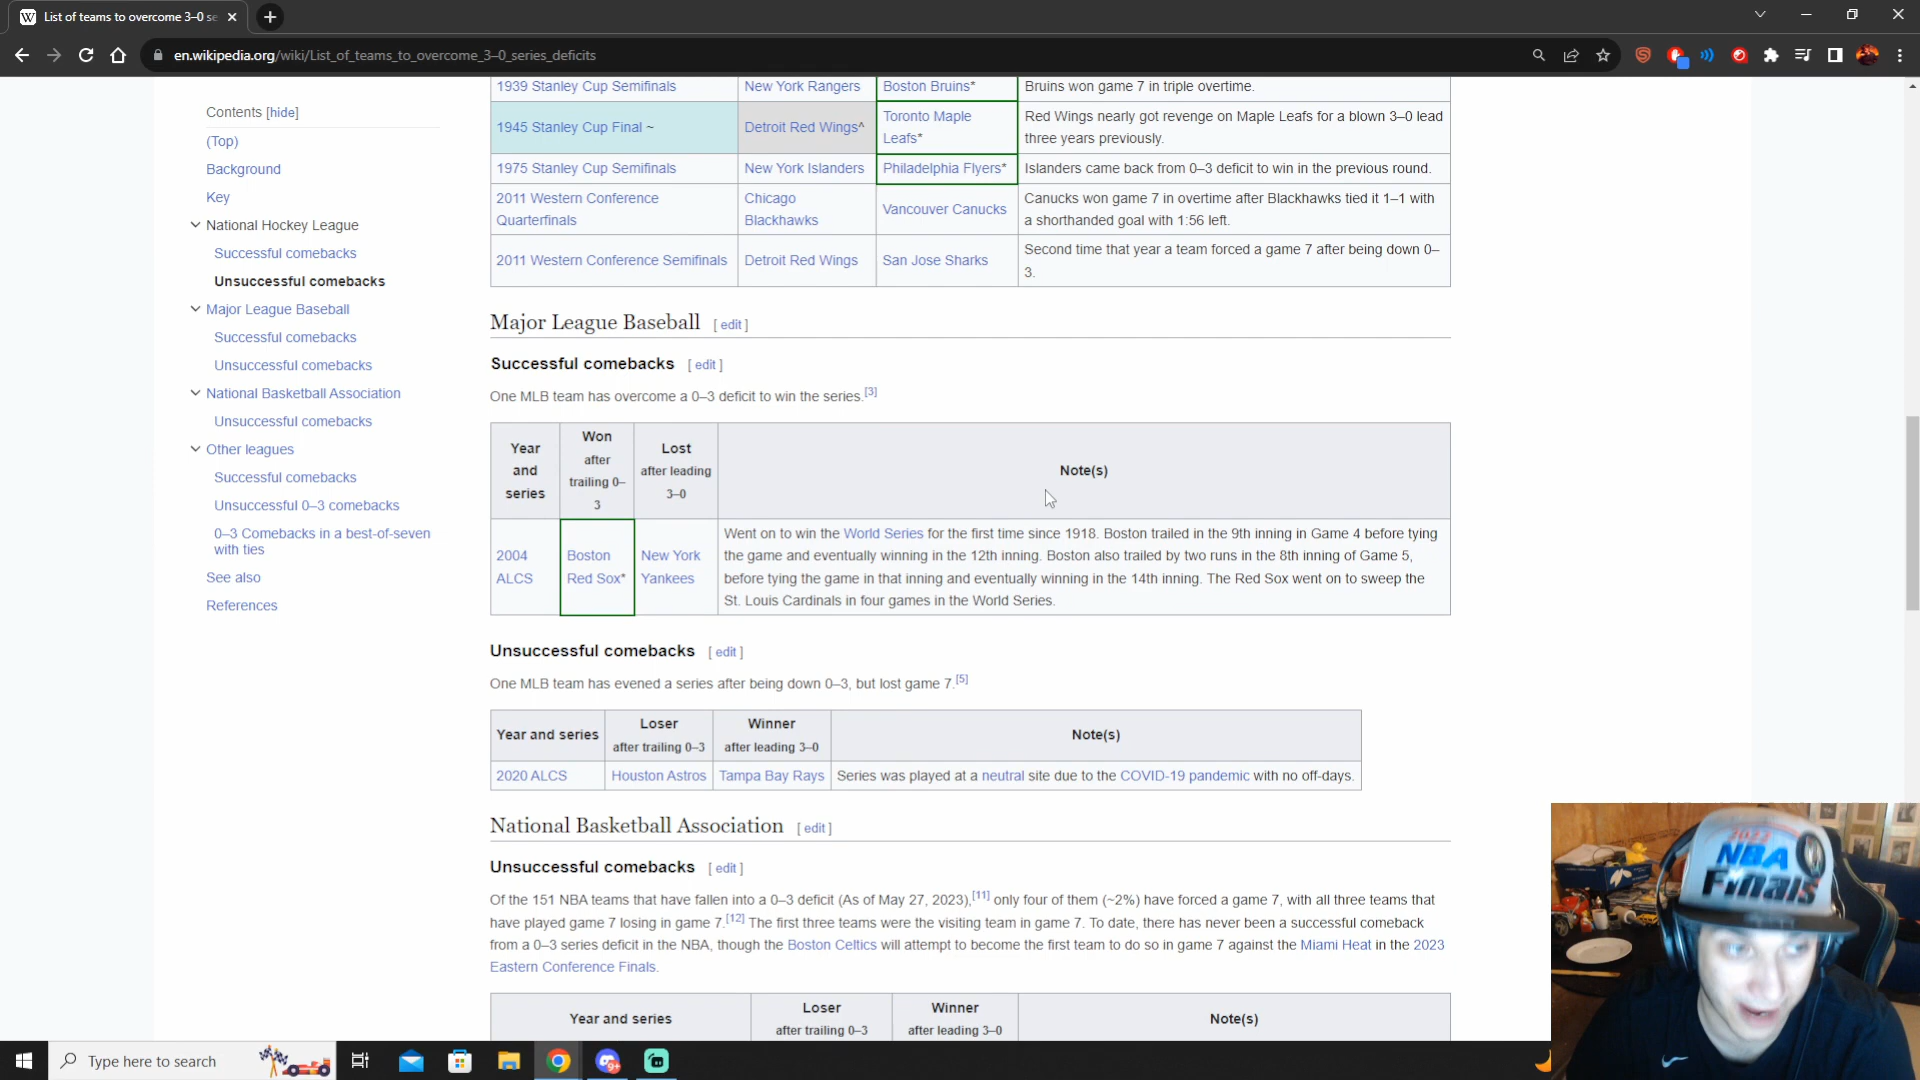 List of teams to overcome 3–0 se
en.wikipedia.org/wiki/List_of_teams_to_overcome_3–0_series_deficits
Contents [hide]
(Top)
Background
Key
National Hockey League
Successful comebacks
Unsuccessful comebacks
Major League Baseball
Successful comebacks
Unsuccessful comebacks
National Basketball Association
Unsuccessful comebacks
Other leagues
Successful comebacks
Unsuccessful 0–3 comebacks
0–3 Comebacks in a best-of-seven
with ties
See also
References
1939 Stanley Cup Semifinals New York Rangers Boston Bruins* Bruins won game 7 in triple overtime.
1945 Stanley Cup Final ~ Detroit Red Wings^ Toronto Maple Leafs* Red Wings nearly got revenge on Maple Leafs for a blown 3–0 lead
three years previously.
1975 Stanley Cup Semifinals New York Islanders Philadelphia Flyers* Islanders came back from 0–3 deficit to win in the previous round.
2011 Western Conference Quarterfinals Chicago Blackhawks Vancouver Canucks Canucks won game 7 in overtime after Blackhawks tied it 1–1 with
a shorthanded goal with 1:56 left.
2011 Western Conference Semifinals Detroit Red Wings San Jose Sharks Second time that year a team forced a game 7 after being down 0–
3.
Major League Baseball [ edit ]
Successful comebacks [ edit ]
One MLB team has overcome a 0–3 deficit to win the series.[3]
Year and series Won after trailing 0–3 Lost after leading 3–0 Note(s)
2004 ALCS Boston Red Sox* New York Yankees Went on to win the World Series for the first time since 1918. Boston trailed in the 9th inning in Game 4 before tying
the game and eventually winning in the 12th inning. Boston also trailed by two runs in the 8th inning of Game 5,
before tying the game in that inning and eventually winning in the 14th inning. The Red Sox went on to sweep the
St. Louis Cardinals in four games in the World Series.
Unsuccessful comebacks [ edit ]
One MLB team has evened a series after being down 0–3, but lost game 7.[5]
Year and series Loser after trailing 0–3 Winner after leading 3–0 Note(s)
2020 ALCS Houston Astros Tampa Bay Rays Series was played at a neutral site due to the COVID-19 pandemic with no off-days.
National Basketball Association [ edit ]
Unsuccessful comebacks [ edit ]
Of the 151 NBA teams that have fallen into a 0–3 deficit (As of May 27, 2023),[11] only four of them (~2%) have forced a game 7, with all three teams that
have played game 7 losing in game 7.[12] The first three teams were the visiting team in game 7. To date, there has never been a successful comeback
from a 0–3 series deficit in the NBA, though the Boston Celtics will attempt to become the first team to do so in game 7 against the Miami Heat in the 2023
Eastern Conference Finals.
Year and series Loser after trailing 0–3 Winner after leading 3–0 Note(s)
2023
NBA
Finals
Type here to search
9+